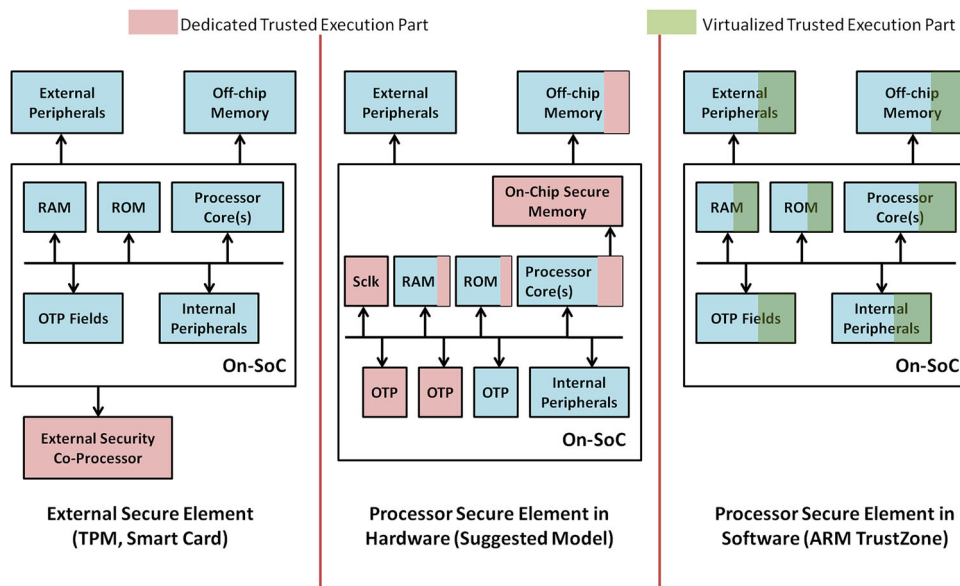 Dedicated Trusted Execution Part
Virtualized Trusted Execution Part
External
Peripherals
Off-chip
Memory
RAM
ROM
Processor
Core(s)
OTP Fields
Internal
Peripherals
On-SoC
External Security
Co-Processor
External Secure Element
(TPM, Smart Card)
External
Peripherals
Off-chip
Memory
On-Chip Secure
Memory
Sclk
RAM
ROM
Processor
Core(s)
OTP
OTP
OTP
Internal
Peripherals
On-SoC
Processor Secure Element in
Hardware (Suggested Model)
External
Peripherals
Off-chip
Memory
RAM
ROM
Processor
Core(s)
OTP Fields
Internal
Peripherals
On-SoC
Processor Secure Element in
Software (ARM TrustZone)